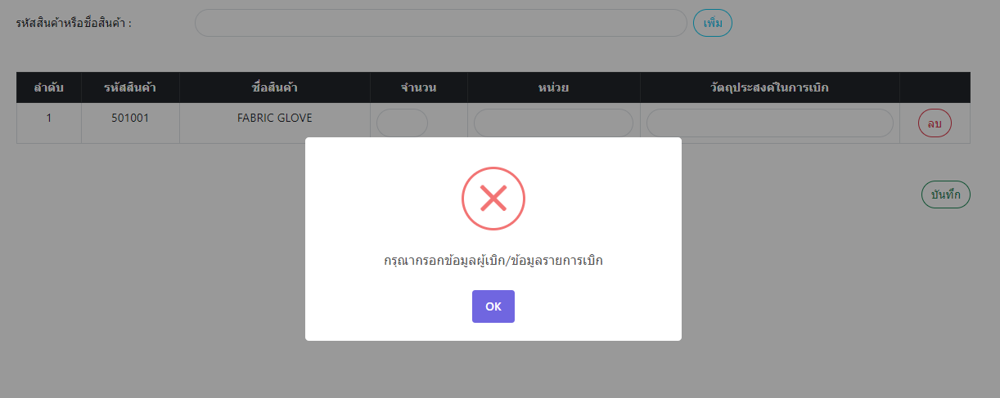 รหัสสินค้าหรือชื่อสินค้า :
เพิ่ม
ลำดับ รหัสสินค้า ชื่อสินค้า จำนวน หน่วย วัตถุประสงค์ในการเบิก
1 501001 FABRIC GLOVE ลบ
บันทึก
กรุณากรอกข้อมูลผู้เบิก/ข้อมูลรายการเบิก
OK